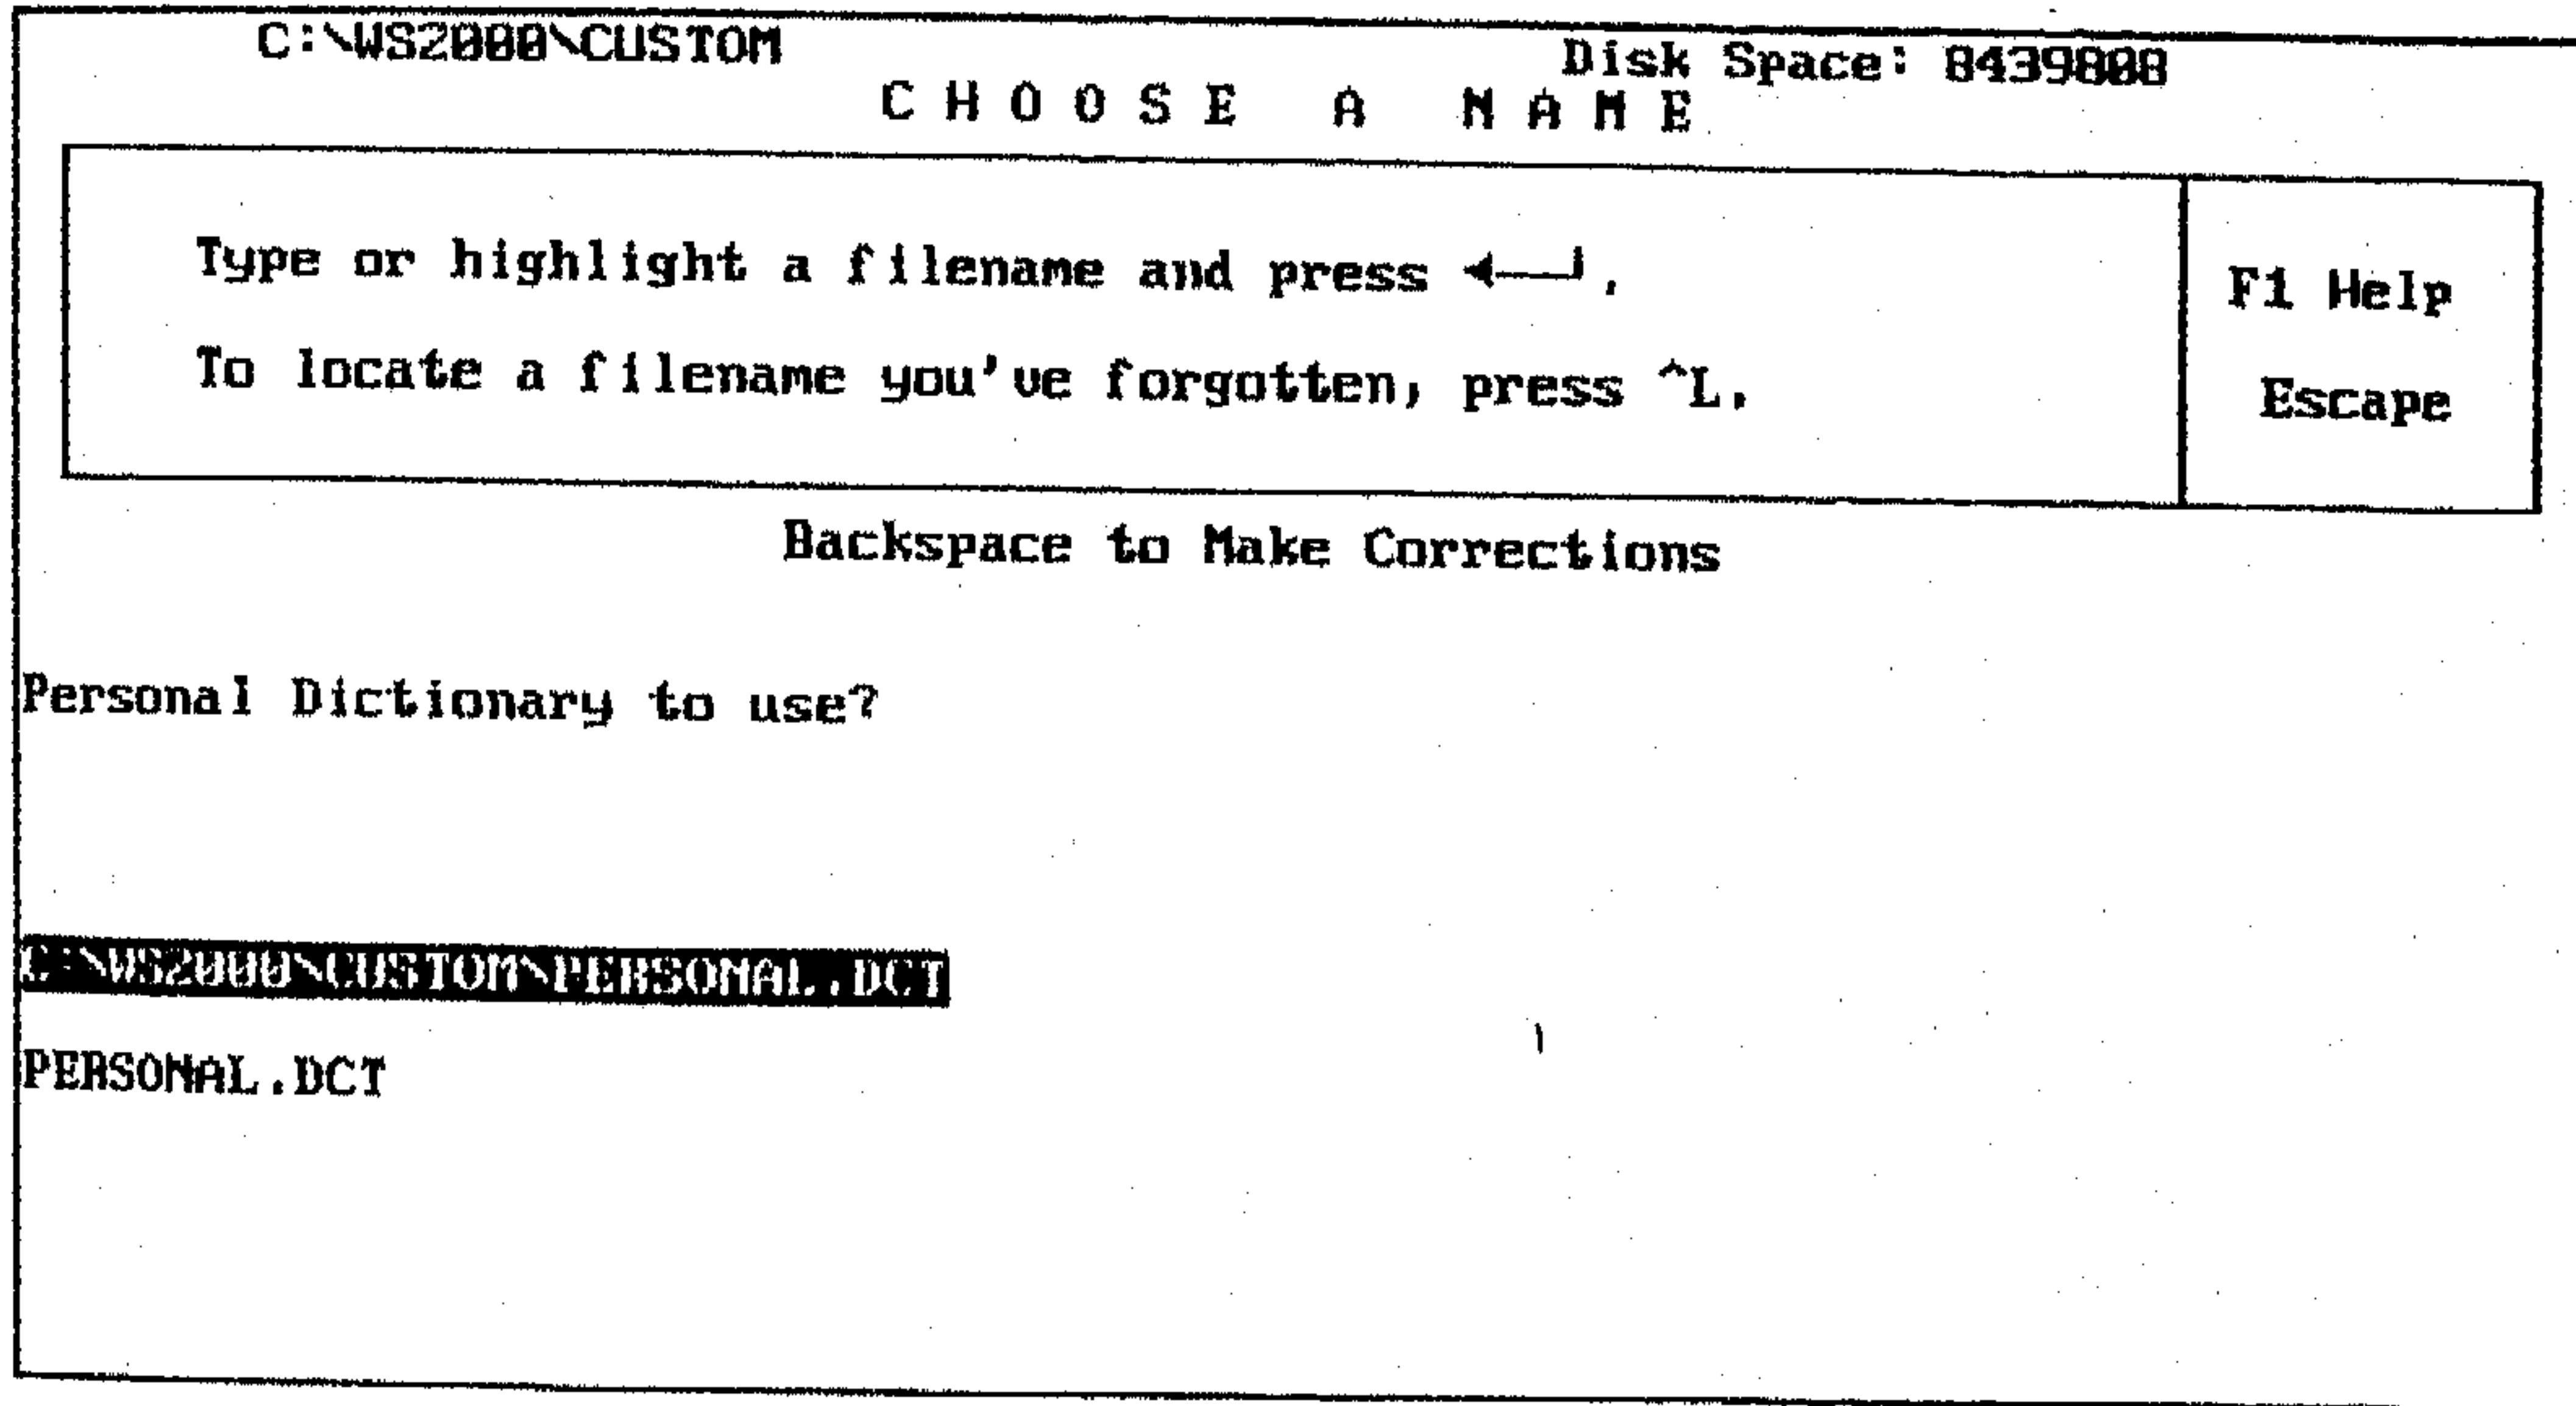 C:\WS2000\CUSTOM Disk Space: 8439808
C H O O S E A N A M E
Type or highlight a filename and press ◄─┘.
To locate a filename you've forgotten, press ^L.
F1 Help
Escape
Backspace to Make Corrections
Personal Dictionary to use?
C:\WS2000\CUSTOM\PERSONAL.DCT
PERSONAL.DCT